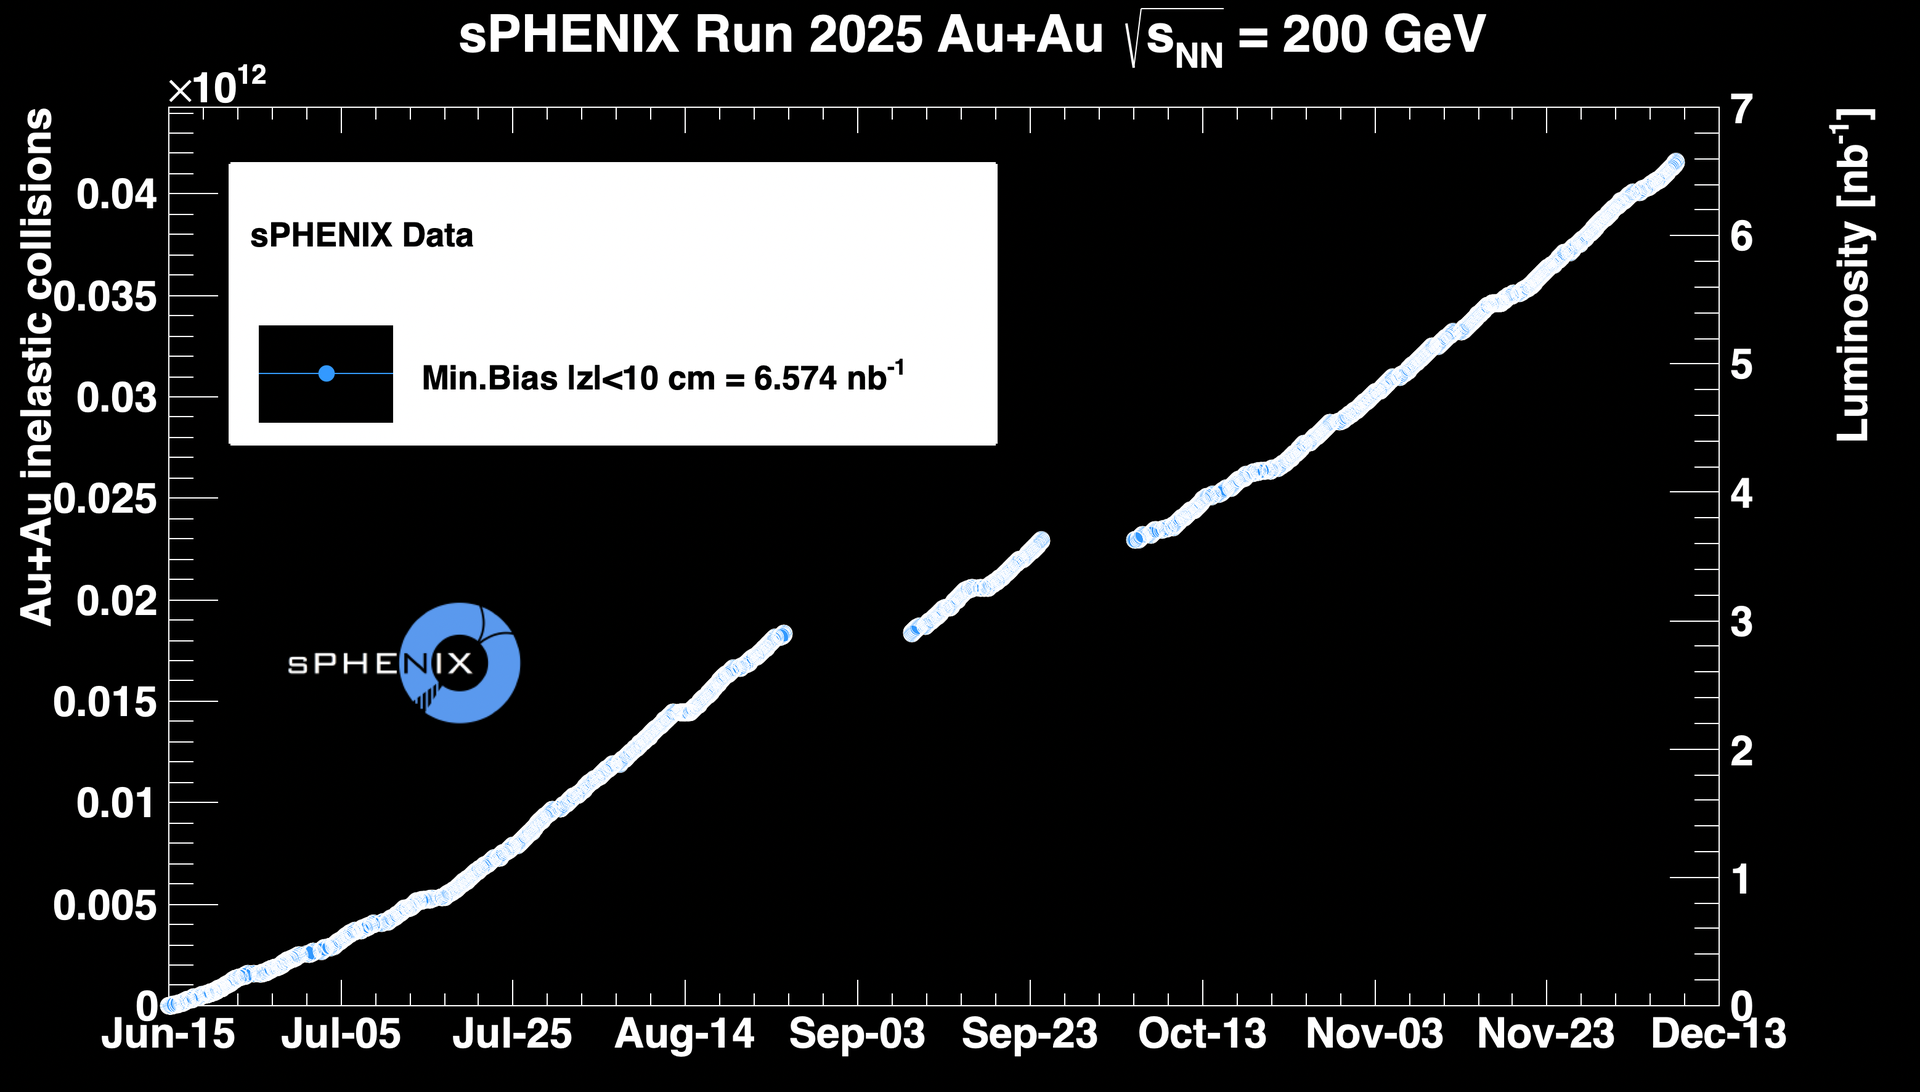 sPHENIX Run 2025 Au+Au √sNN = 200 GeV
×10^12
Au+Au inelastic collisions
0.04
0.035
0.03
0.025
0.02
0.015
0.01
0.005
0
sPHENIX Data
Min.Bias |z|<10 cm = 6.574 nb^-1
sPHENIX
7
6
5
4
3
2
1
0
Luminosity [nb^-1]
Jun-15 Jul-05 Jul-25 Aug-14 Sep-03 Sep-23 Oct-13 Nov-03 Nov-23 Dec-13